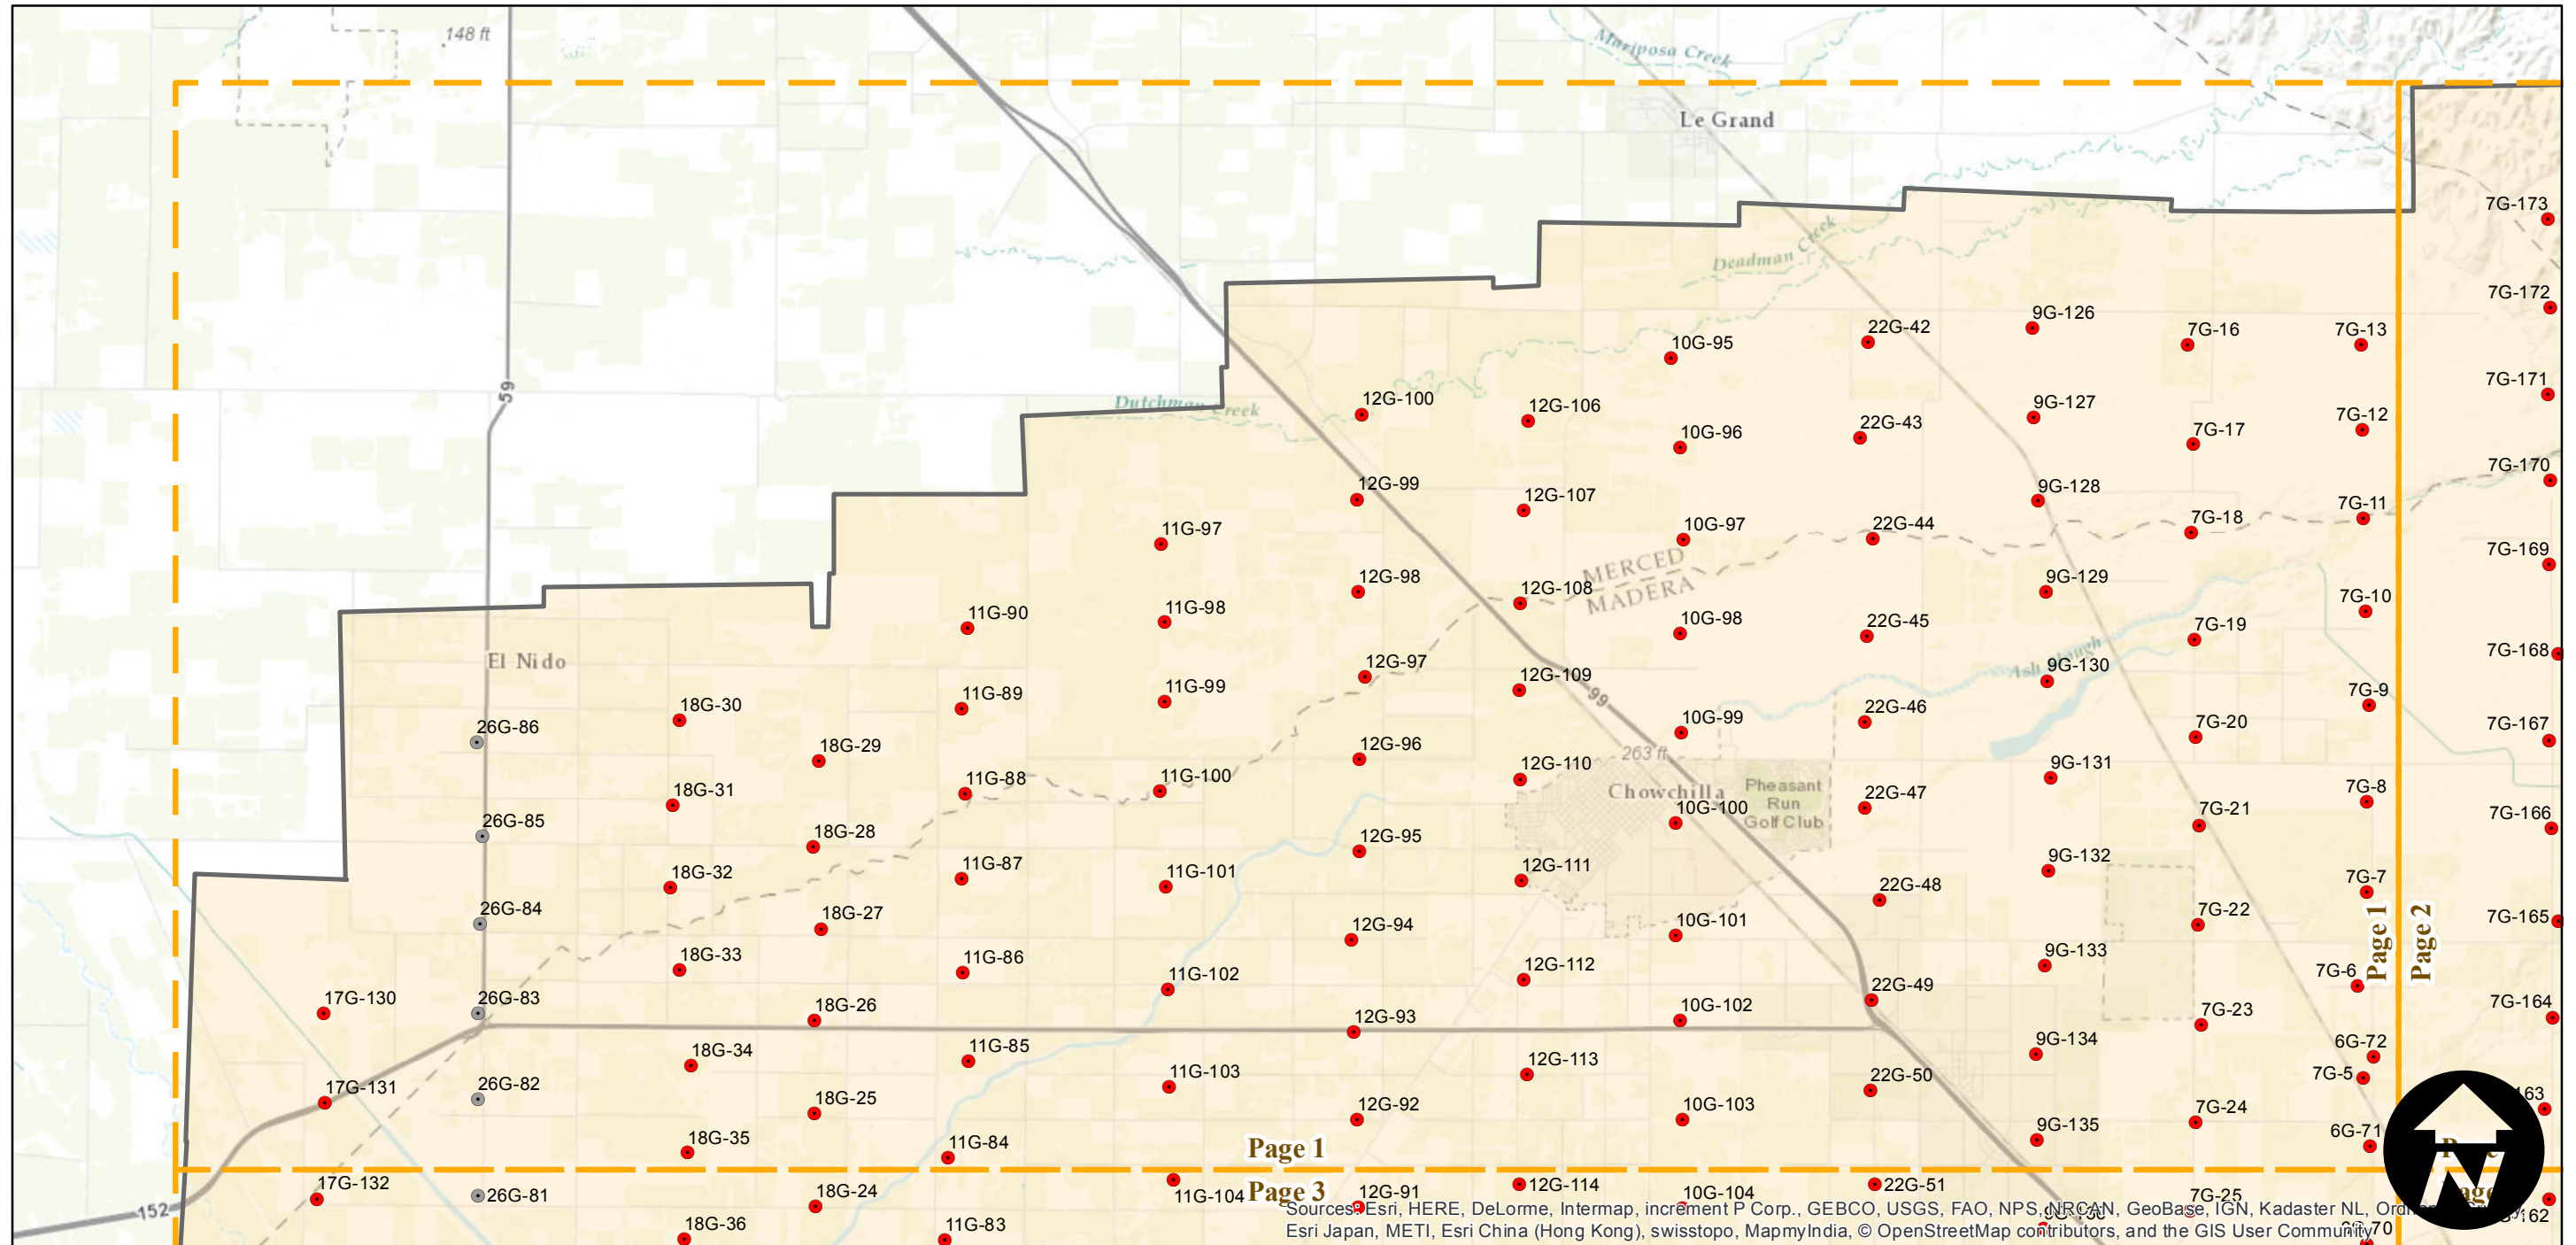 148 ft
Mariposa Creek
Le Grand
7G-173
Deadman Creek
7G-172
9G-126
22G-42
7G-16
7G-13
10G-95
7G-171
59
12G-100
Dutchman Creek
12G-106
9G-127
7G-12
22G-43
7G-17
10G-96
7G-170
12G-99
9G-128
12G-107
7G-11
7G-18
11G-97
10G-97
22G-44
7G-169
MERCED
MADERA
12G-98
9G-129
12G-108
7G-10
11G-90
11G-98
10G-98
22G-45
7G-19
Ash Slough
7G-168
El Nido
12G-97
9G-130
12G-109
11G-89
11G-99
7G-9
99
18G-30
22G-46
10G-99
7G-20
7G-167
26G-86
18G-29
12G-96
263 ft
12G-110
9G-131
11G-88
11G-100
Pheasant
Run
Golf Club
Chowchilla
7G-8
18G-31
22G-47
10G-100
7G-21
7G-166
26G-85
18G-28
12G-95
9G-132
11G-87
12G-111
18G-32
11G-101
7G-7
22G-48
26G-84
18G-27
7G-22
7G-165
12G-94
10G-101
Page 1
Page 2
18G-33
11G-86
9G-133
12G-112
11G-102
7G-6
17G-130
26G-83
22G-49
18G-26
12G-93
10G-102
7G-23
7G-164
18G-34
11G-85
9G-134
6G-72
12G-113
11G-103
7G-5
17G-131
26G-82
22G-50
18G-25
12G-92
10G-103
7G-24
63
18G-35
11G-84
9G-135
6G-71
Page 1
Page 3
17G-132
26G-81
18G-24
11G-104
12G-91
12G-114
10G-104
22G-51
7G-25
152
18G-36
11G-83
N
Sources: Esri, HERE, DeLorme, Intermap, increment P Corp., GEBCO, USGS, FAO, NPS, NRCAN, GeoBase, IGN, Kadaster NL,
Esri Japan, METI, Esri China (Hong Kong), swisstopo, MapmyIndia, © OpenStreetMap contributors, and the GIS User Community